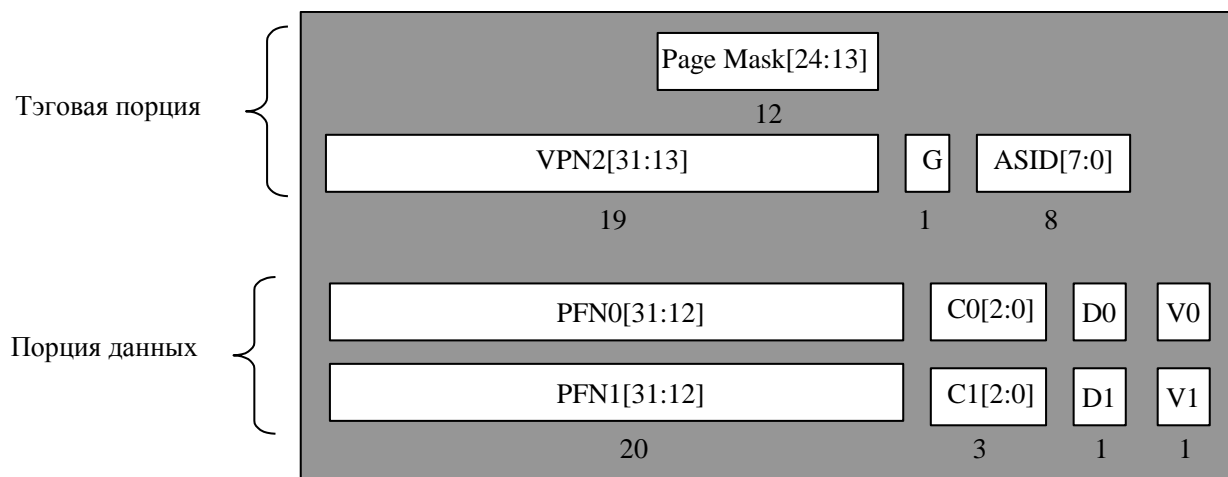 Page Mask[24:13]
Тэговая порция
12
VPN2[31:13] G ASID[7:0]
19 1 8
PFN0[31:12] C0[2:0] D0 V0
Порция данных
PFN1[31:12] C1[2:0] D1 V1
20 3 1 1